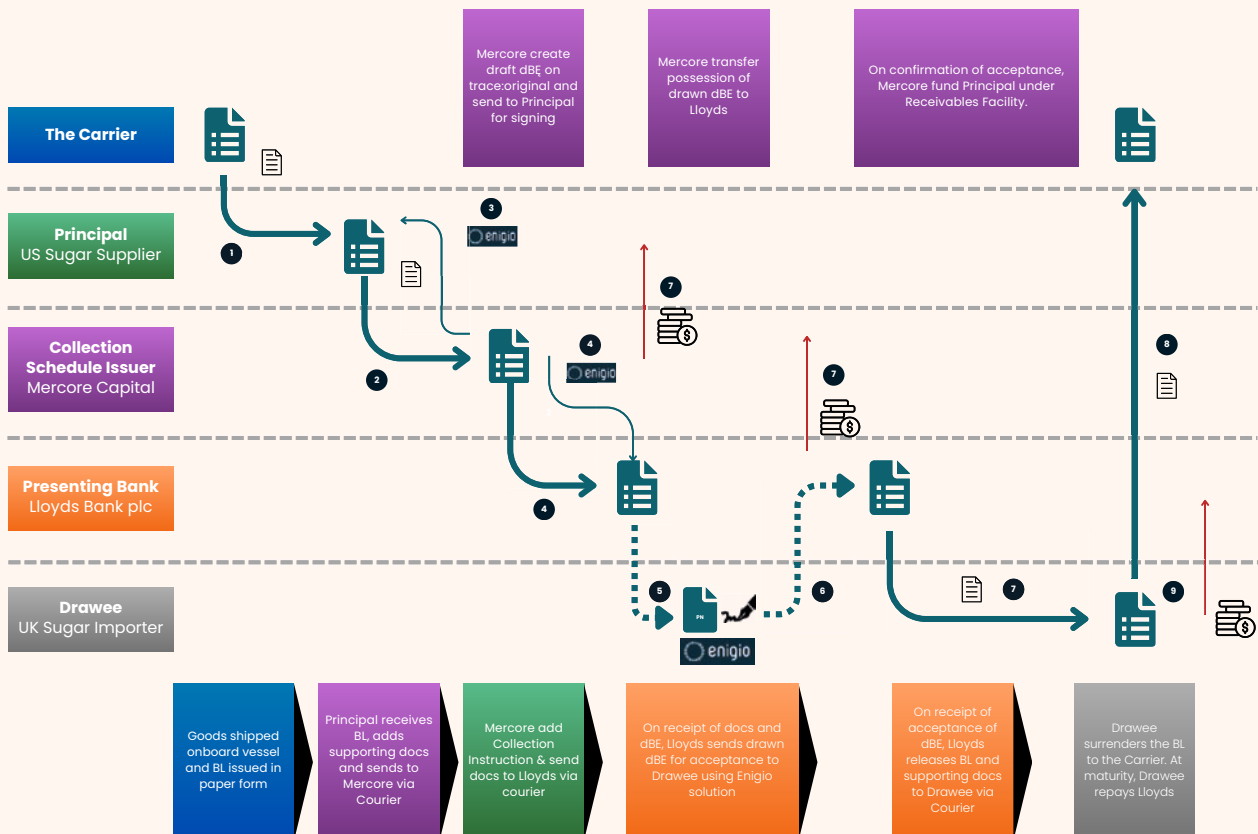 Mercore create
draft dBĘ on
trace:original and
send to Principal
for signing
Mercore transfer
possession of
drawn dBE to
Lloyds
On confirmation of acceptance,
Mercore fund Principal under
Receivables Facility.
The Carrier
Principal
US Sugar Supplier
1
3
enigio
7
Collection
Schedule Issuer
Mercore Capital
2
4
enigio
7
8
Presenting Bank
Lloyds Bank plc
4
Drawee
UK Sugar Importer
5
PN
enigio
6
7
9
Goods shipped
onboard vessel
and BL issued in
paper form
Principal receives
BL, adds
supporting docs
and sends to
Mercore via
Courier
Mercore add
Collection
Instruction & send
docs to Lloyds via
courier
On receipt of docs and
dBE, Lloyds sends drawn
dBE for acceptance to
Drawee using Enigio
solution
On receipt of
acceptance of
dBE, Lloyds
releases BL and
supporting docs
to Drawee via
Courier
Drawee
surrenders the BL
to the Carrier. At
maturity, Drawee
repays Lloyds